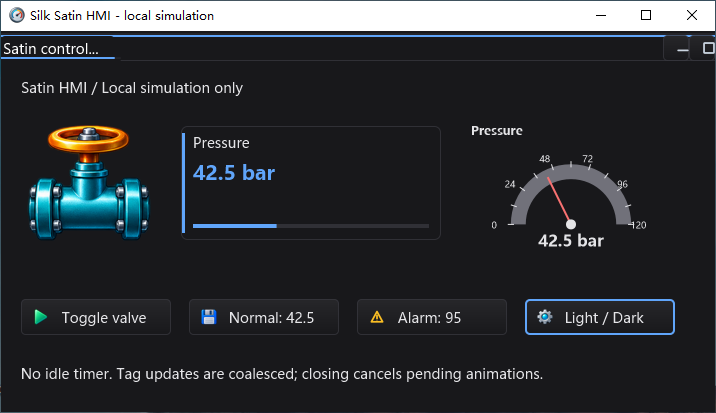 Silk Satin HMI - local simulation
Satin control...
Satin HMI / Local simulation only
Pressure
42.5 bar
Pressure
0
24
48
72
96
120
42.5 bar
Toggle valve
Normal: 42.5
Alarm: 95
Light / Dark
No idle timer. Tag updates are coalesced; closing cancels pending animations.